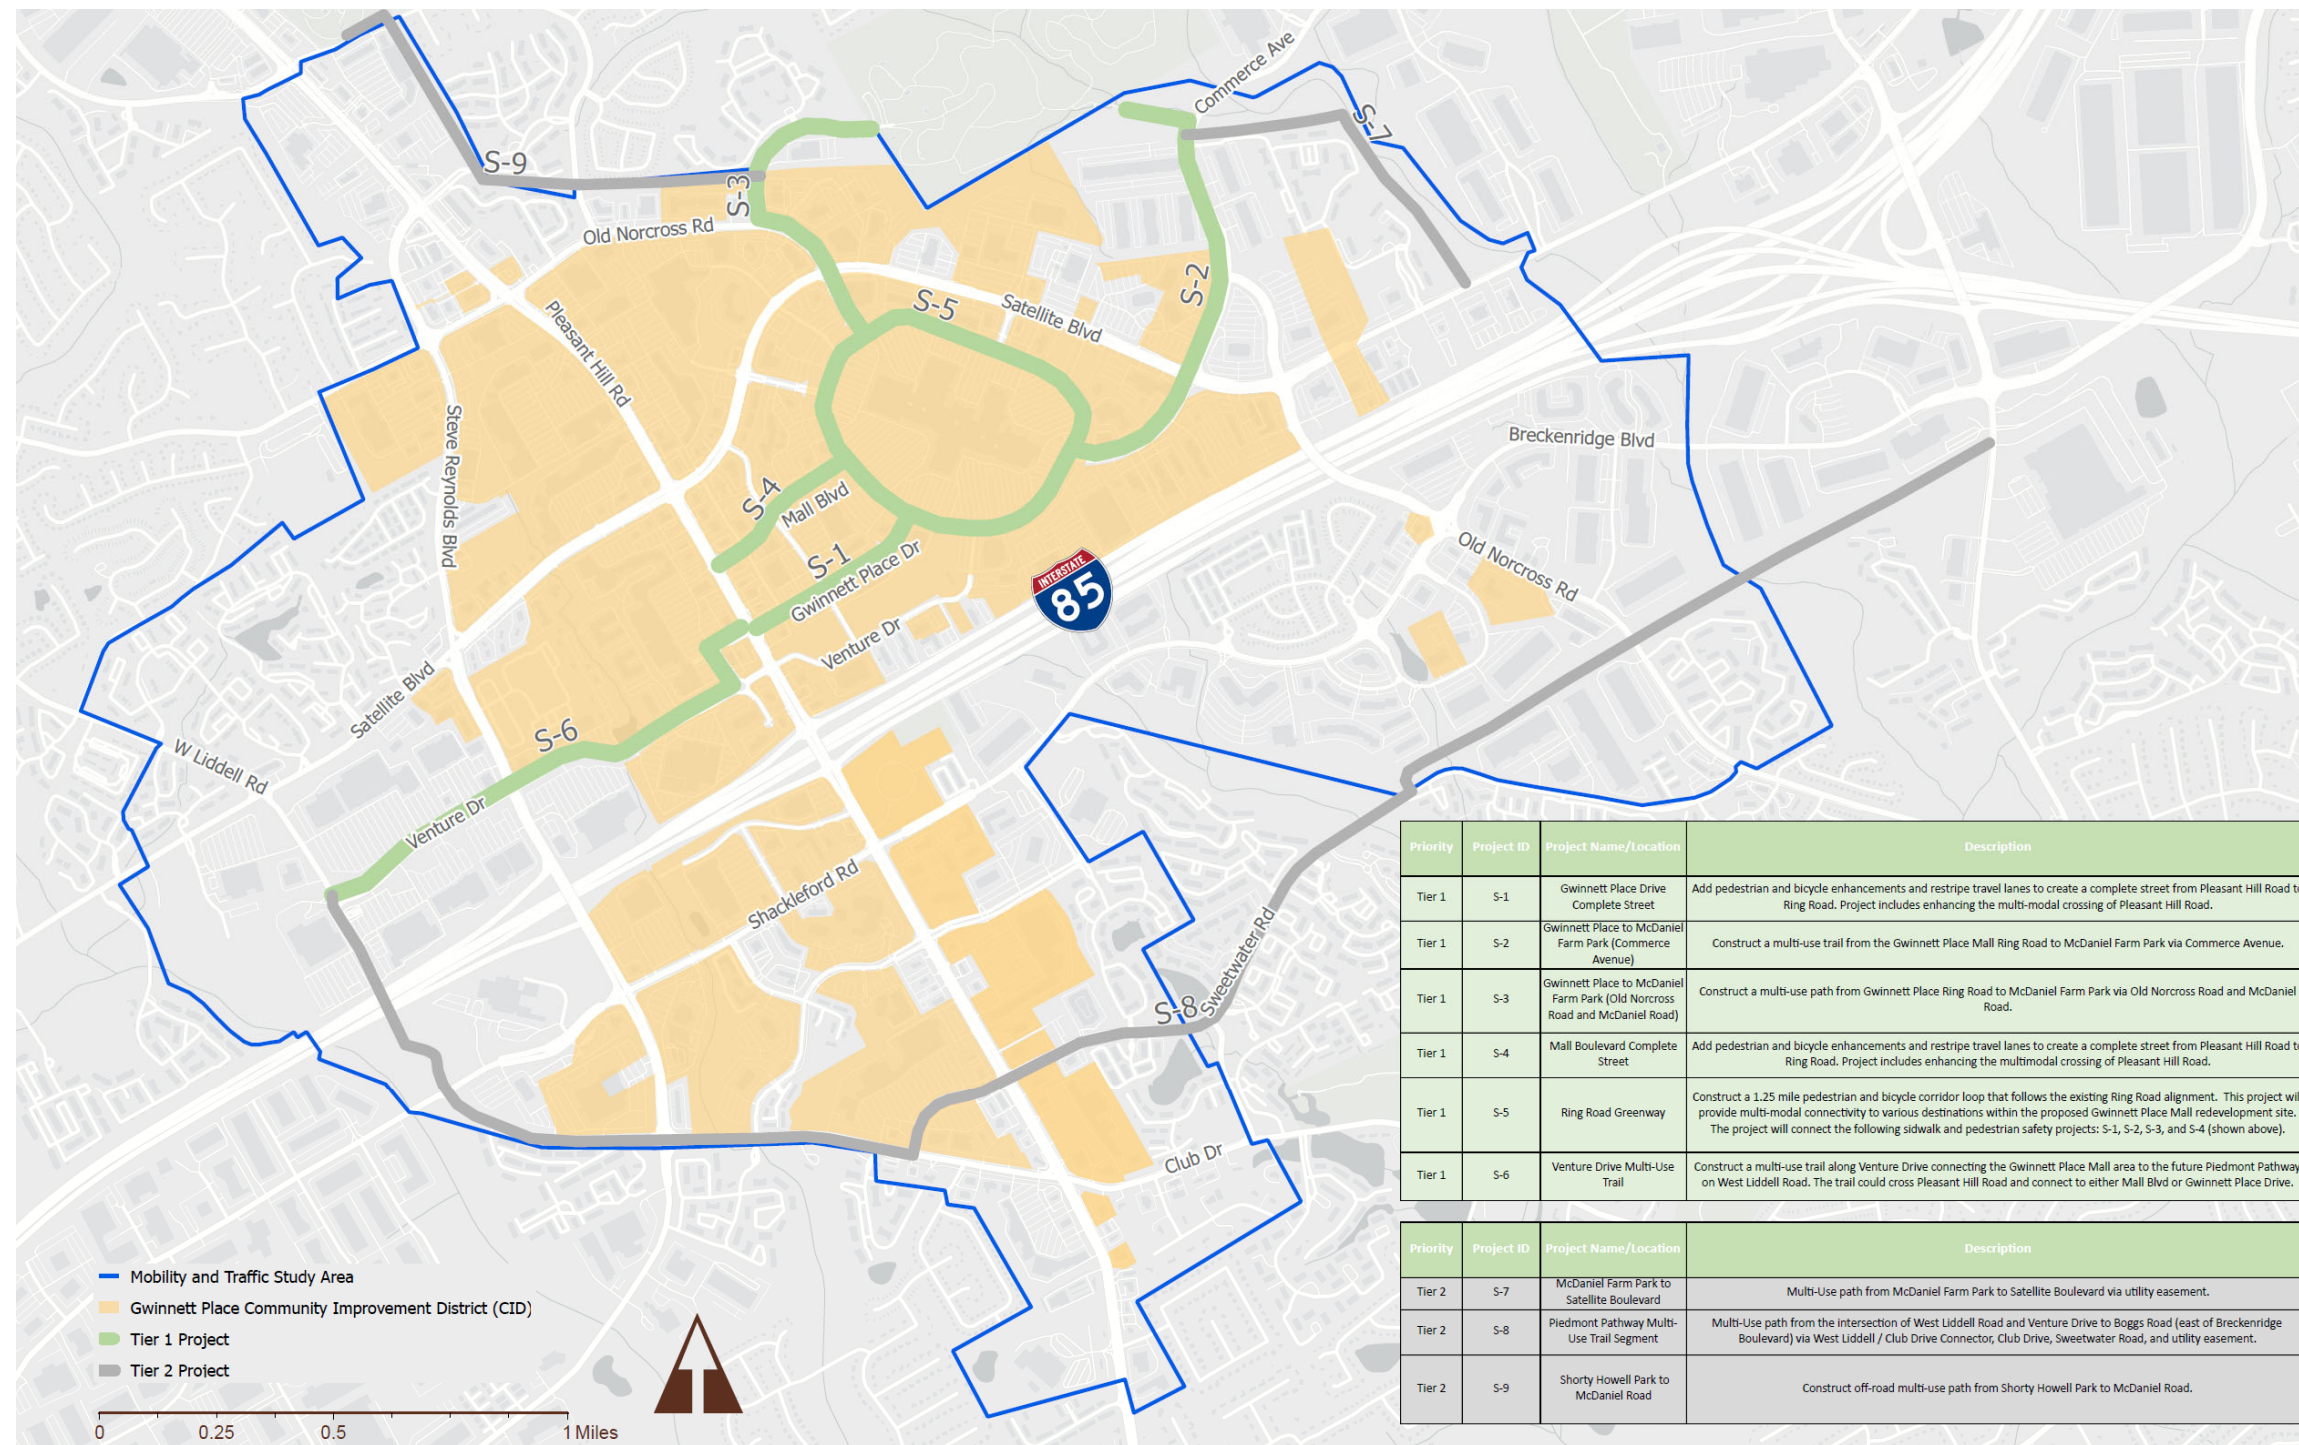 Commerce Ave
S-7
S-9
S-3
Old Norcross Rd
S-2
S-5
Satellite Blvd
Pleasant Hill Rd
Steve Reynolds Blvd
Breckenridge Blvd
S-4
Mall Blvd
S-1
Gwinnett Place Dr
INTERSTATE
85
Old Norcross Rd
Venture Dr
Satellite Blvd
S-6
W Liddell Rd
Venture Dr
Shackleford Rd
Sweetwater Rd
S-8
Club Dr
Priority Project ID Project Name/Location Description
Tier 1 S-1 Gwinnett Place Drive
Complete Street
Add pedestrian and bicycle enhancements and restripe travel lanes to create a complete street from Pleasant Hill Road
Ring Road. Project includes enhancing the multi-modal crossing of Pleasant Hill Road.
Tier 1 S-2 Gwinnett Place to McDaniel
Farm Park (Commerce
Avenue)
Construct a multi-use trail from the Gwinnett Place Mall Ring Road to McDaniel Farm Park via Commerce Avenue.
Tier 1 S-3 Gwinnett Place to McDaniel
Farm Park (Old Norcross
Road and McDaniel Road)
Construct a multi-use path from Gwinnett Place Ring Road to McDaniel Farm Park via Old Norcross Road and McDaniel
Road.
Tier 1 S-4 Mall Boulevard Complete
Street
Add pedestrian and bicycle enhancements and restripe travel lanes to create a complete street from Pleasant Hill Road
Ring Road. Project includes enhancing the multimodal crossing of Pleasant Hill Road.
Tier 1 S-5 Ring Road Greenway
Construct a 1.25 mile pedestrian and bicycle corridor loop that follows the existing Ring Road alignment. This project
provide multi-modal connectivity to various destinations within the proposed Gwinnett Place Mall redevelopment site.
The project will connect the following sidwalk and pedestrian safety projects: S-1, S-2, S-3, and S-4 (shown above).
Tier 1 S-6 Venture Drive Multi-Use
Trail
Construct a multi-use trail along Venture Drive connecting the Gwinnett Place Mall area to the future Piedmont Pathway
on West Liddell Road. The trail could cross Pleasant Hill Road and connect to either Mall Blvd or Gwinnett Place Drive.
Priority Project ID Project Name/Location Description
Tier 2 S-7 McDaniel Farm Park to
Satellite Boulevard
Multi-Use path from McDaniel Farm Park to Satellite Boulevard via utility easement.
Tier 2 S-8 Piedmont Pathway Multi-
Use Trail Segment
Multi-Use path from the intersection of West Liddell Road and Venture Drive to Boggs Road (east of Breckenridge
Boulevard) via West Liddell / Club Drive Connector, Club Drive, Sweetwater Road, and utility easement.
Tier 2 S-9 Shorty Howell Park to
McDaniel Road
Construct off-road multi-use path from Shorty Howell Park to McDaniel Road.
Mobility and Traffic Study Area
Gwinnett Place Community Improvement District (CID)
Tier 1 Project
Tier 2 Project
0 0.25 0.5 1 Miles